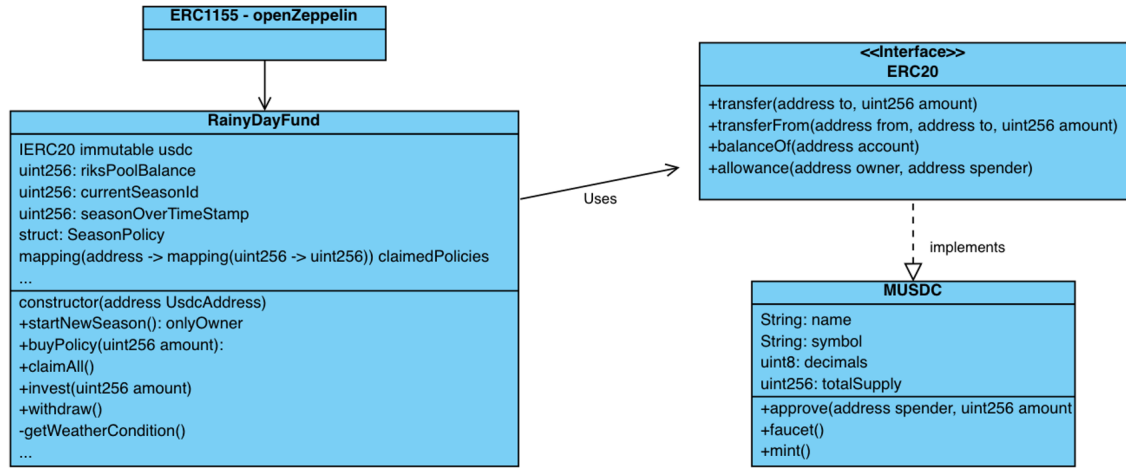 ERC1155 - openZeppelin
RainyDayFund
IERC20 immutable usdc
uint256: riksPoolBalance
uint256: currentSeasonId
uint256: seasonOverTimeStamp
struct: SeasonPolicy
mapping(address -> mapping(uint256 -> uint256)) claimedPolicies
...
constructor(address UsdcAddress)
+startNewSeason(): onlyOwner
+buyPolicy(uint256 amount):
+claimAll()
+invest(uint256 amount)
+withdraw()
-getWeatherCondition()
...
Uses
<<Interface>>
ERC20
+transfer(address to, uint256 amount)
+transferFrom(address from, address to, uint256 amount)
+balanceOf(address account)
+allowance(address owner, address spender)
implements
MUSDC
String: name
String: symbol
uint8: decimals
uint256: totalSupply
+approve(address spender, uint256 amount
+faucet()
+mint()